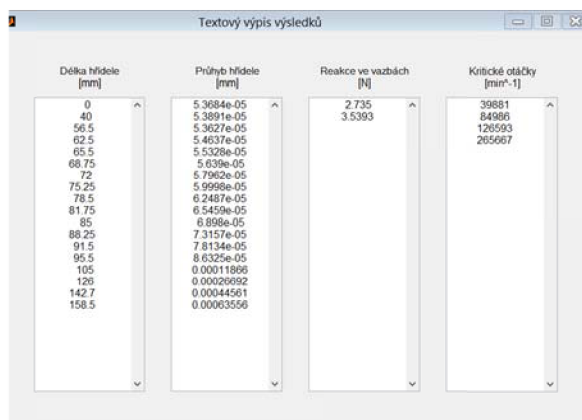 Textový výpis výsledků
Délka hřídele
[mm]
0
40
56.5
62.5
65.5
68.75
72
75.25
78.5
81.75
85
88.25
91.5
95.5
105
126
142.7
158.5
Průhyb hřídele
[mm]
5.3684e-05
5.3891e-05
5.3627e-05
5.4637e-05
5.5328e-05
5.639e-05
5.7962e-05
5.9998e-05
6.2487e-05
6.5459e-05
6.898e-05
7.3157e-05
7.8134e-05
8.6325e-05
0.00011866
0.00026692
0.00044561
0.00063556
Reakce ve vazbách
[N]
2.735
3.5393
Kritické otáčky
[min^-1]
39881
84986
126593
265667